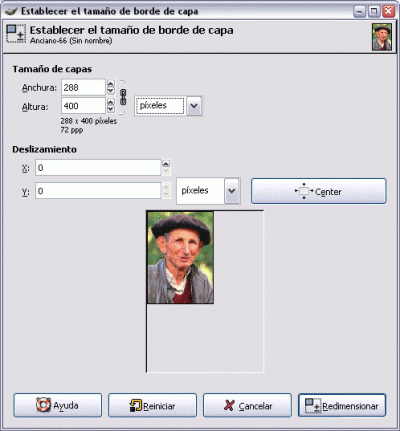 Establecer el tamaño de borde de capa
Establecer el tamaño de borde de capa
Anciano-66 (Sin nombre)
Tamaño de capas
Anchura: 288
Altura: 400 píxeles
288 x 400 píxeles
72 ppp
Deslizamiento
X: 0
Y: 0 píxeles Center
Ayuda Reiniciar Cancelar Redimensionar